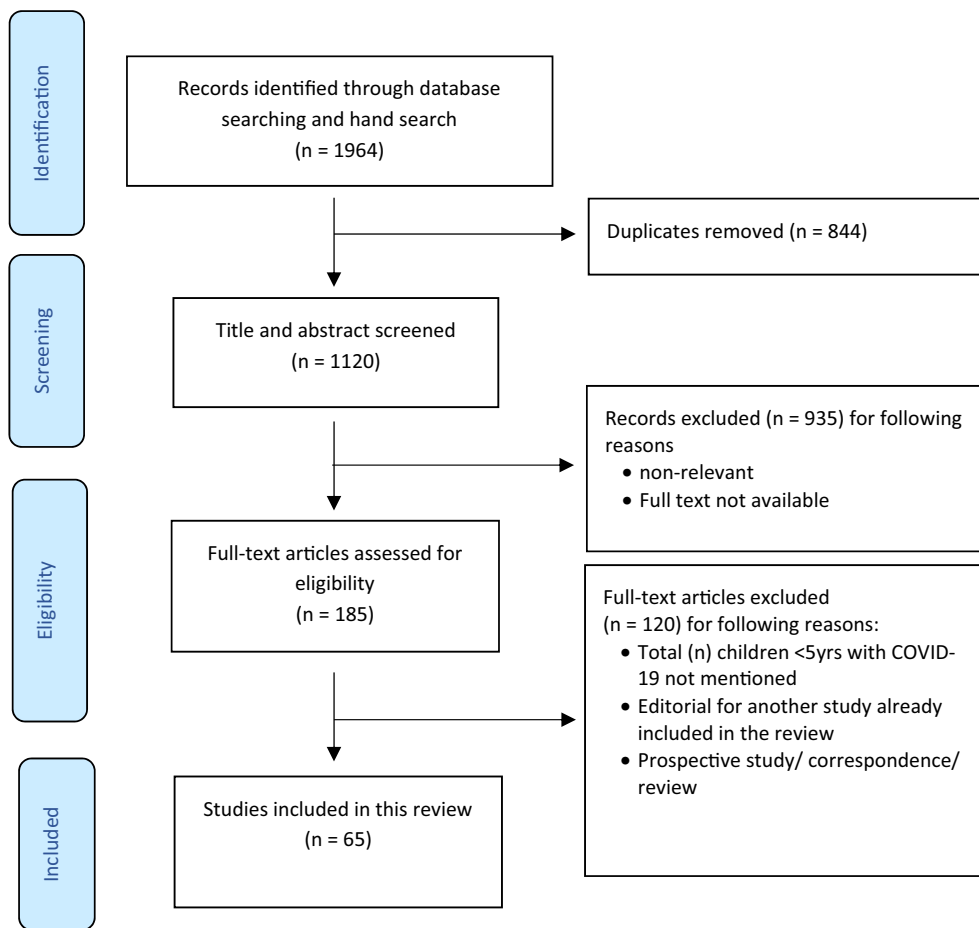 Identification
Records identified through database
searching and hand search
(n = 1964)
Duplicates removed (n = 844)
Screening
Title and abstract screened
(n = 1120)
Records excluded (n = 935) for following
reasons
• non-relevant
• Full text not available
Eligibility
Full-text articles assessed for
eligibility
(n = 185)
Full-text articles excluded
(n = 120) for following reasons:
• Total (n) children <5yrs with COVID-
19 not mentioned
• Editorial for another study already
included in the review
• Prospective study/ correspondence/
review
Included
Studies included in this review
(n = 65)